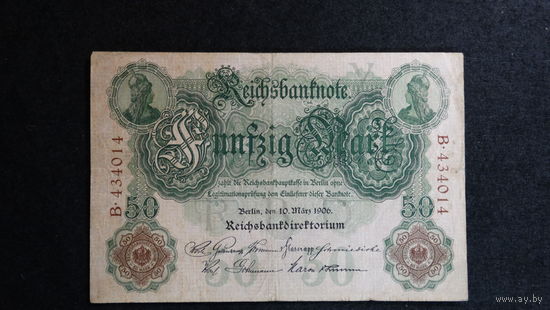 Reichsbanknote
Fünfzig Mark
zahlt die Reichsbankhauptkasse in Berlin ohne
Legitimationsprüfung dem Einlieferer dieser Banknote.
Berlin, den 10. März 1906.
Reichsbankdirektorium
B·434014
B·434014
50
50
www.ay.by